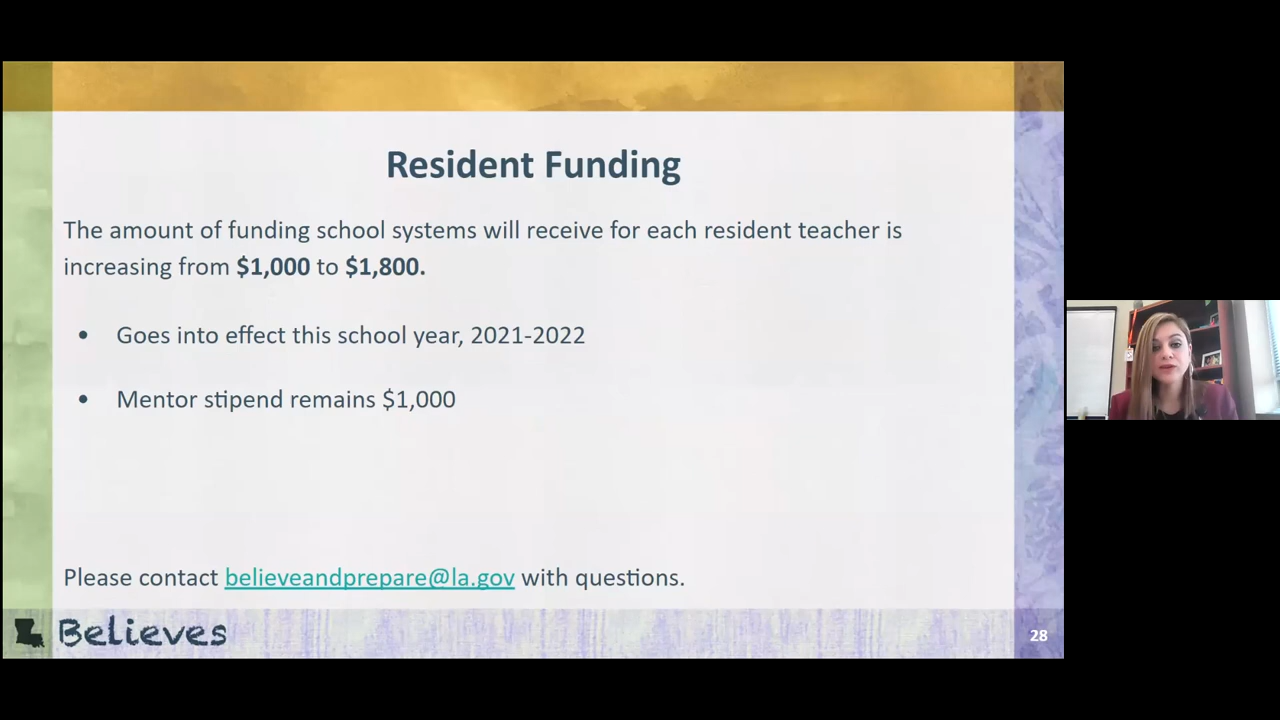 Resident Funding
The amount of funding school systems will receive for each resident teacher is
increasing from $1,000 to $1,800.
• Goes into effect this school year, 2021-2022
• Mentor stipend remains $1,000
Please contact believeandprepare@la.gov with questions.
Believes
28